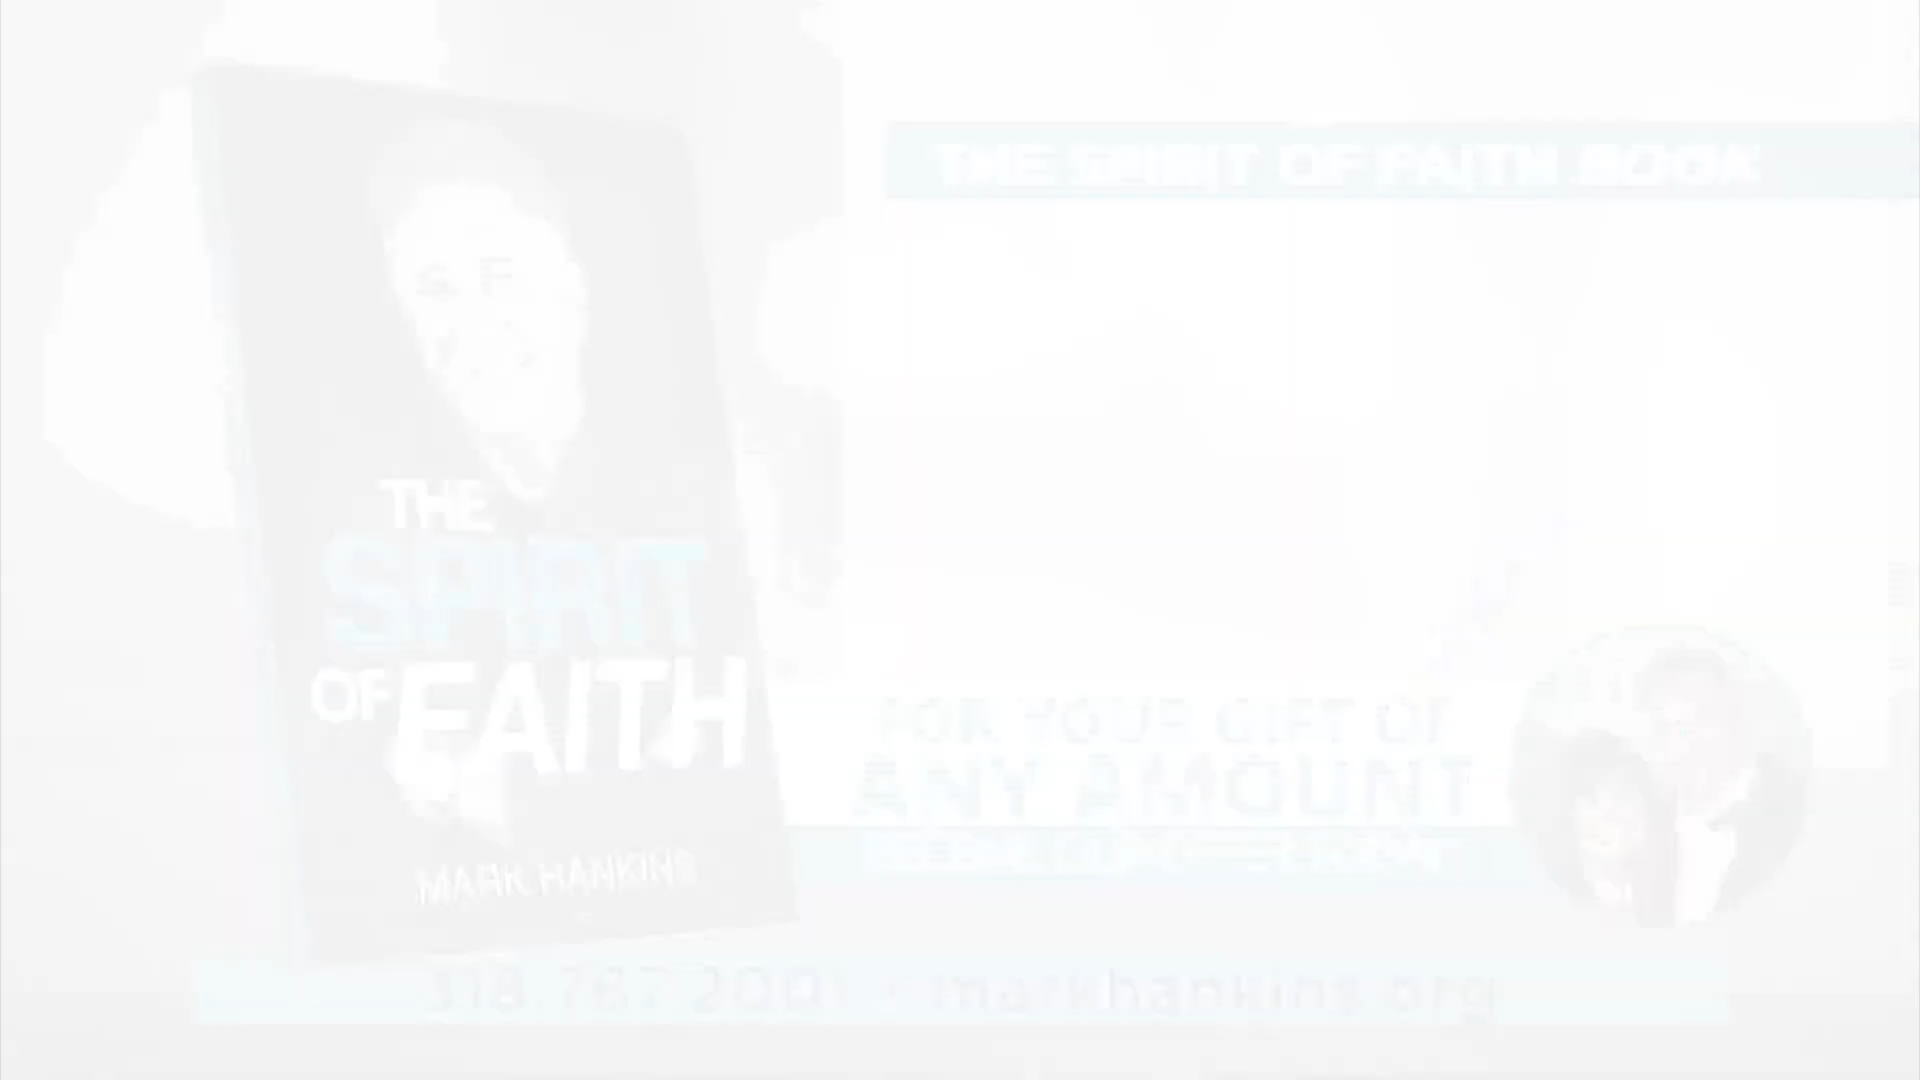 THE SPIRIT OF FAITH BOOK
THE
SPIRIT
OF FAITH
MARK HANKINS
FOR YOUR GIFT OF
ANY AMOUNT
318.767.2001 • markhankins.org